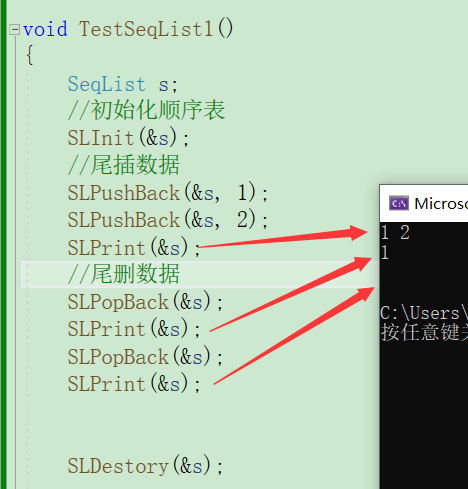 void TestSeqList1()
{
SeqList s;
//初始化顺序表
SLInit(&s);
//尾插数据
SLPushBack(&s, 1);
SLPushBack(&s, 2);
SLPrint(&s);
//尾删数据
SLPopBack(&s);
SLPrint(&s);
SLPopBack(&s);
SLPrint(&s);
SLDestory(&s);
C:\
Microso
1 2
1
C:\Users\
按任意键